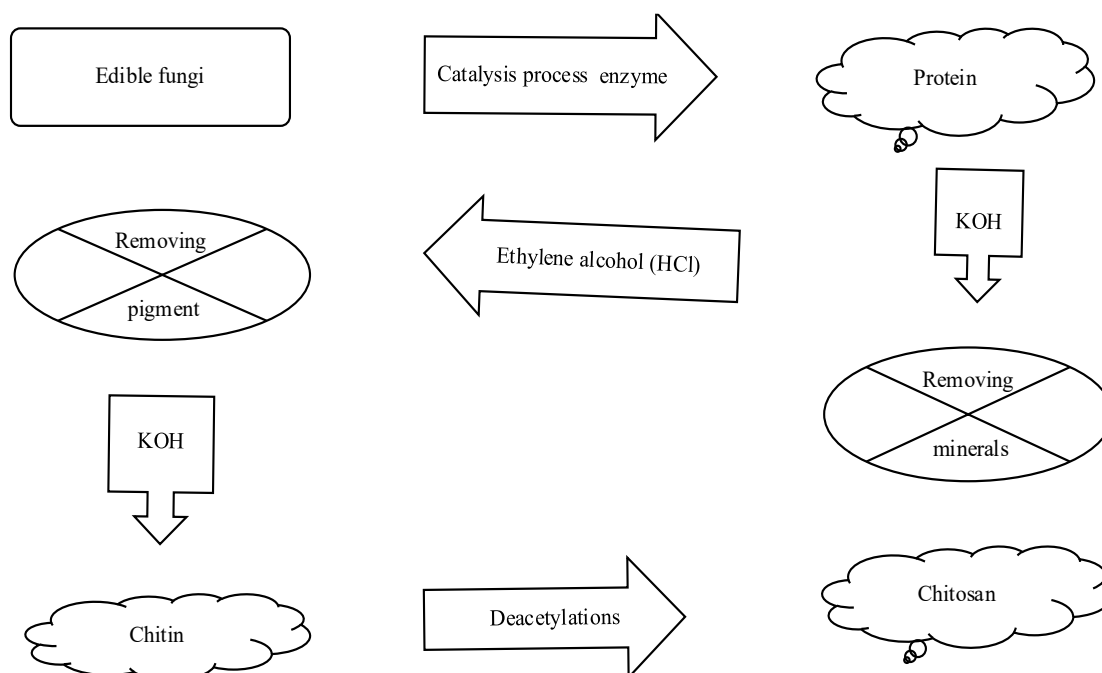 Edible fungi
Catalysis process enzyme
Protein
KOH
Removing
minerals
Ethylene alcohol (HCl)
Removing
pigment
KOH
Chitin
Deacetylations
Chitosan